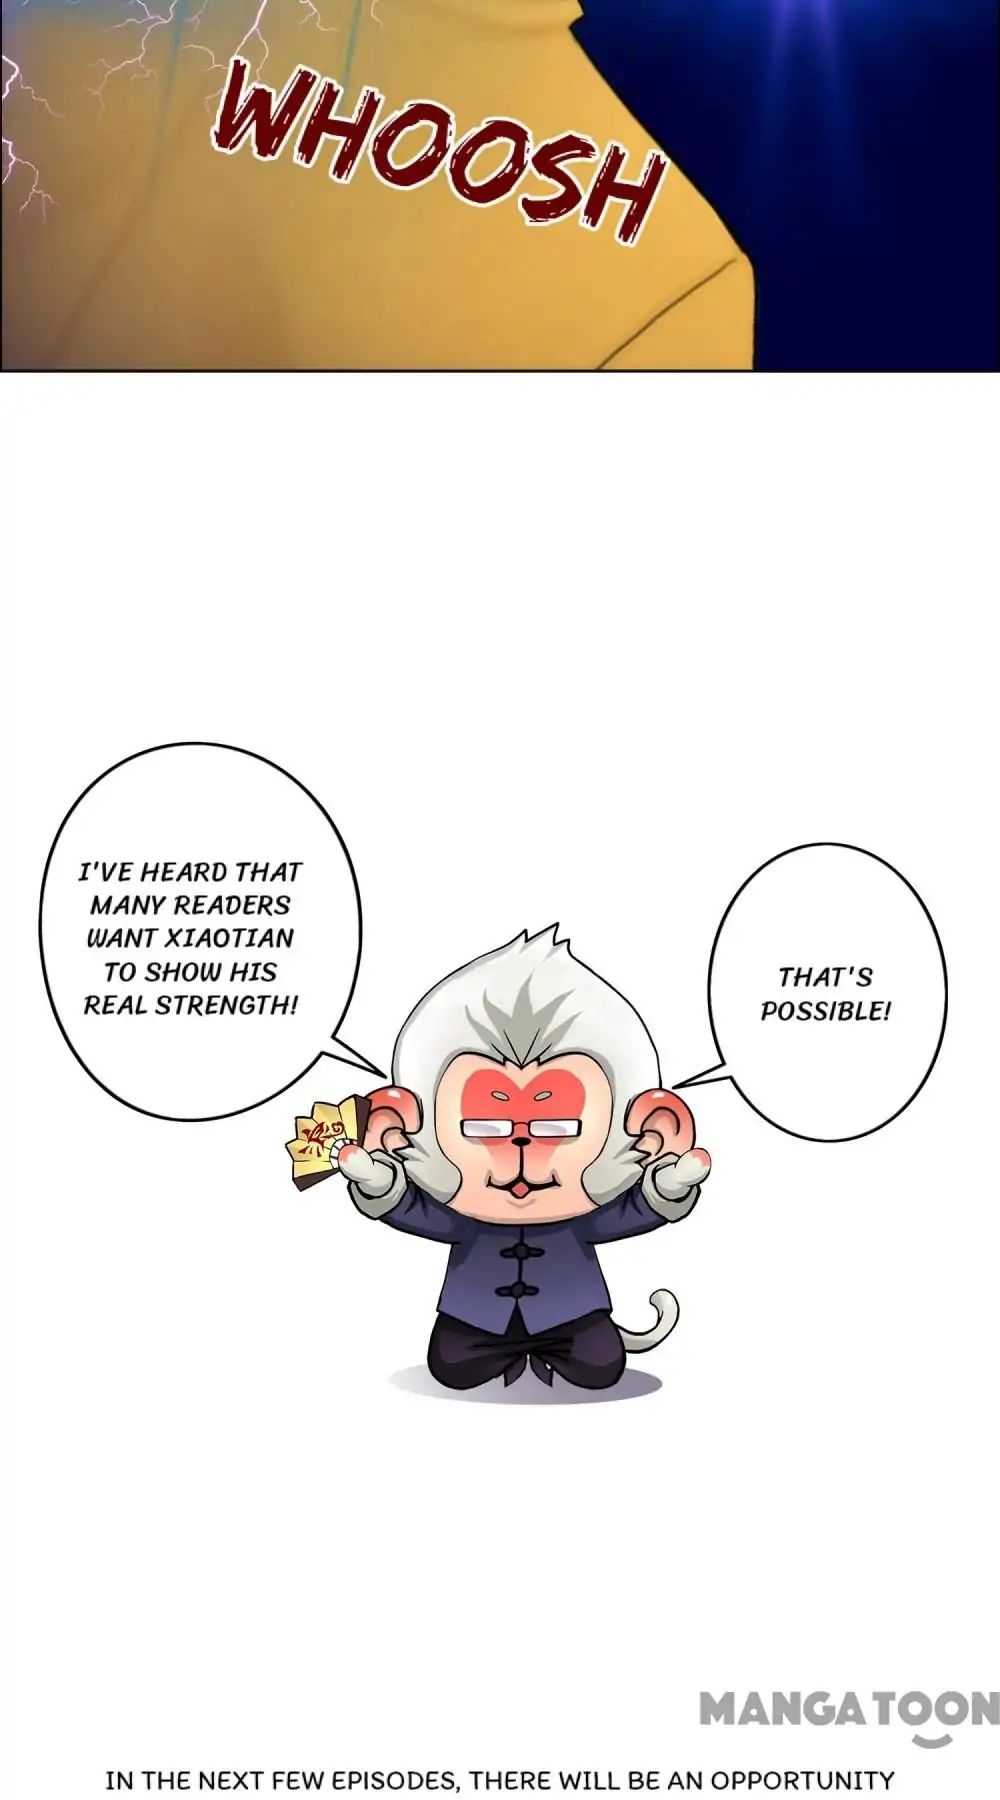 WHOOSH
I'VE HEARD THAT
MANY READERS
WANT XIAOTIAN
TO SHOW HIS
REAL STRENGTH!
THAT'S
POSSIBLE!
MANGATOON
IN THE NEXT FEW EPISODES, THERE WILL BE AN OPPORTUNITY